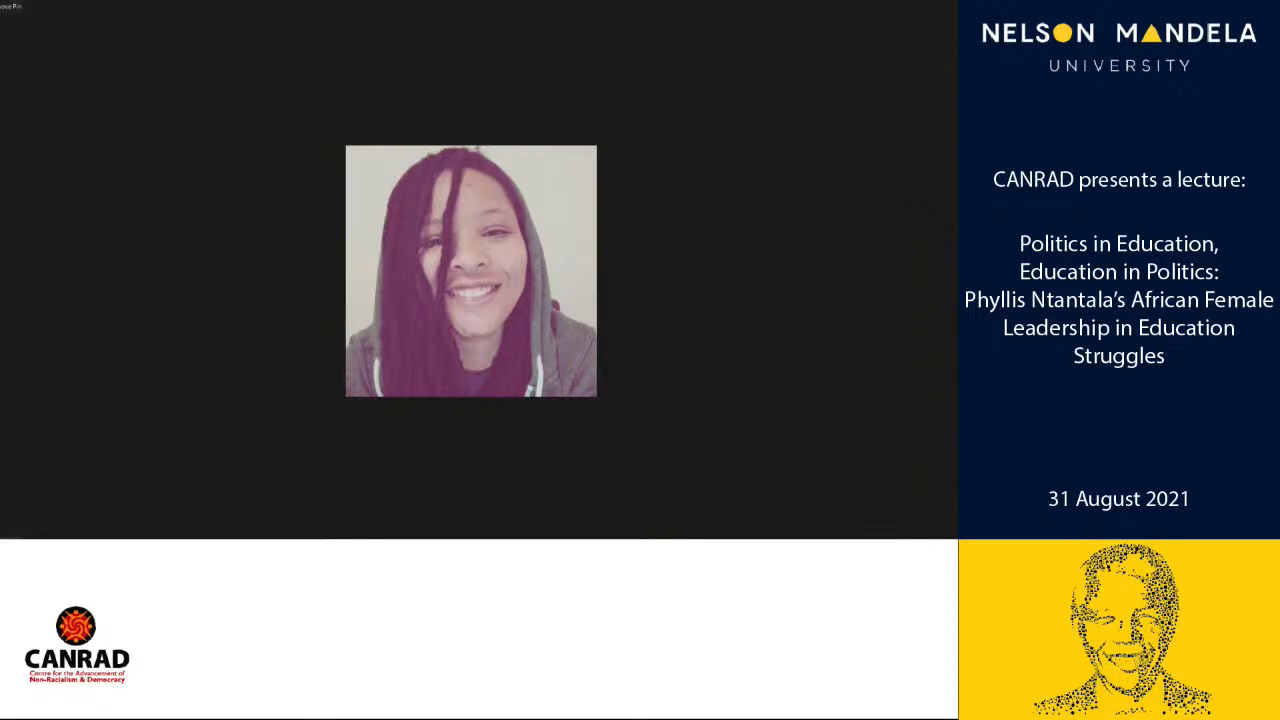 NELSON MANDELA
UNIVERSITY
CANRAD presents a lecture:
Politics in Education,
Education in Politics:
Phyllis Ntantala's African Female
Leadership in Education
Struggles
31 August 2021
CANRAD
Centre for the Advancement of
Non-Racialism & Democracy